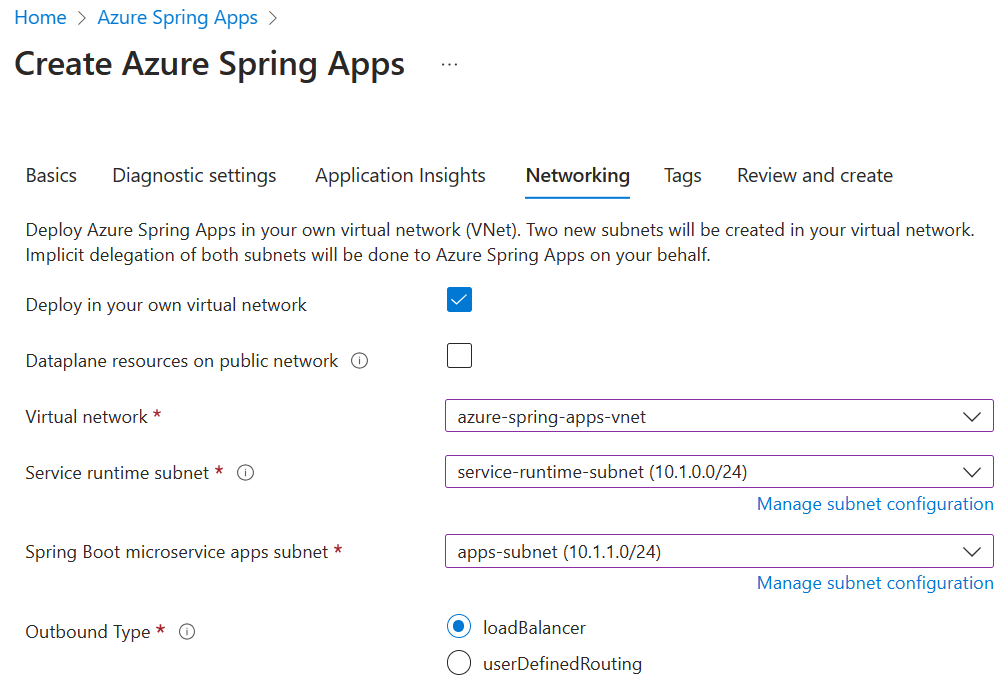 Home > Azure Spring Apps >
Create Azure Spring Apps ...
Basics Diagnostic settings Application Insights Networking Tags Review and create
Deploy Azure Spring Apps in your own virtual network (VNet). Two new subnets will be created in your virtual network.
Implicit delegation of both subnets will be done to Azure Spring Apps on your behalf.
Deploy in your own virtual network
Dataplane resources on public network
Virtual network * azure-spring-apps-vnet
Service runtime subnet * service-runtime-subnet (10.1.0.0/24)
Manage subnet configuration
Spring Boot microservice apps subnet * apps-subnet (10.1.1.0/24)
Manage subnet configuration
Outbound Type * loadBalancer
userDefinedRouting